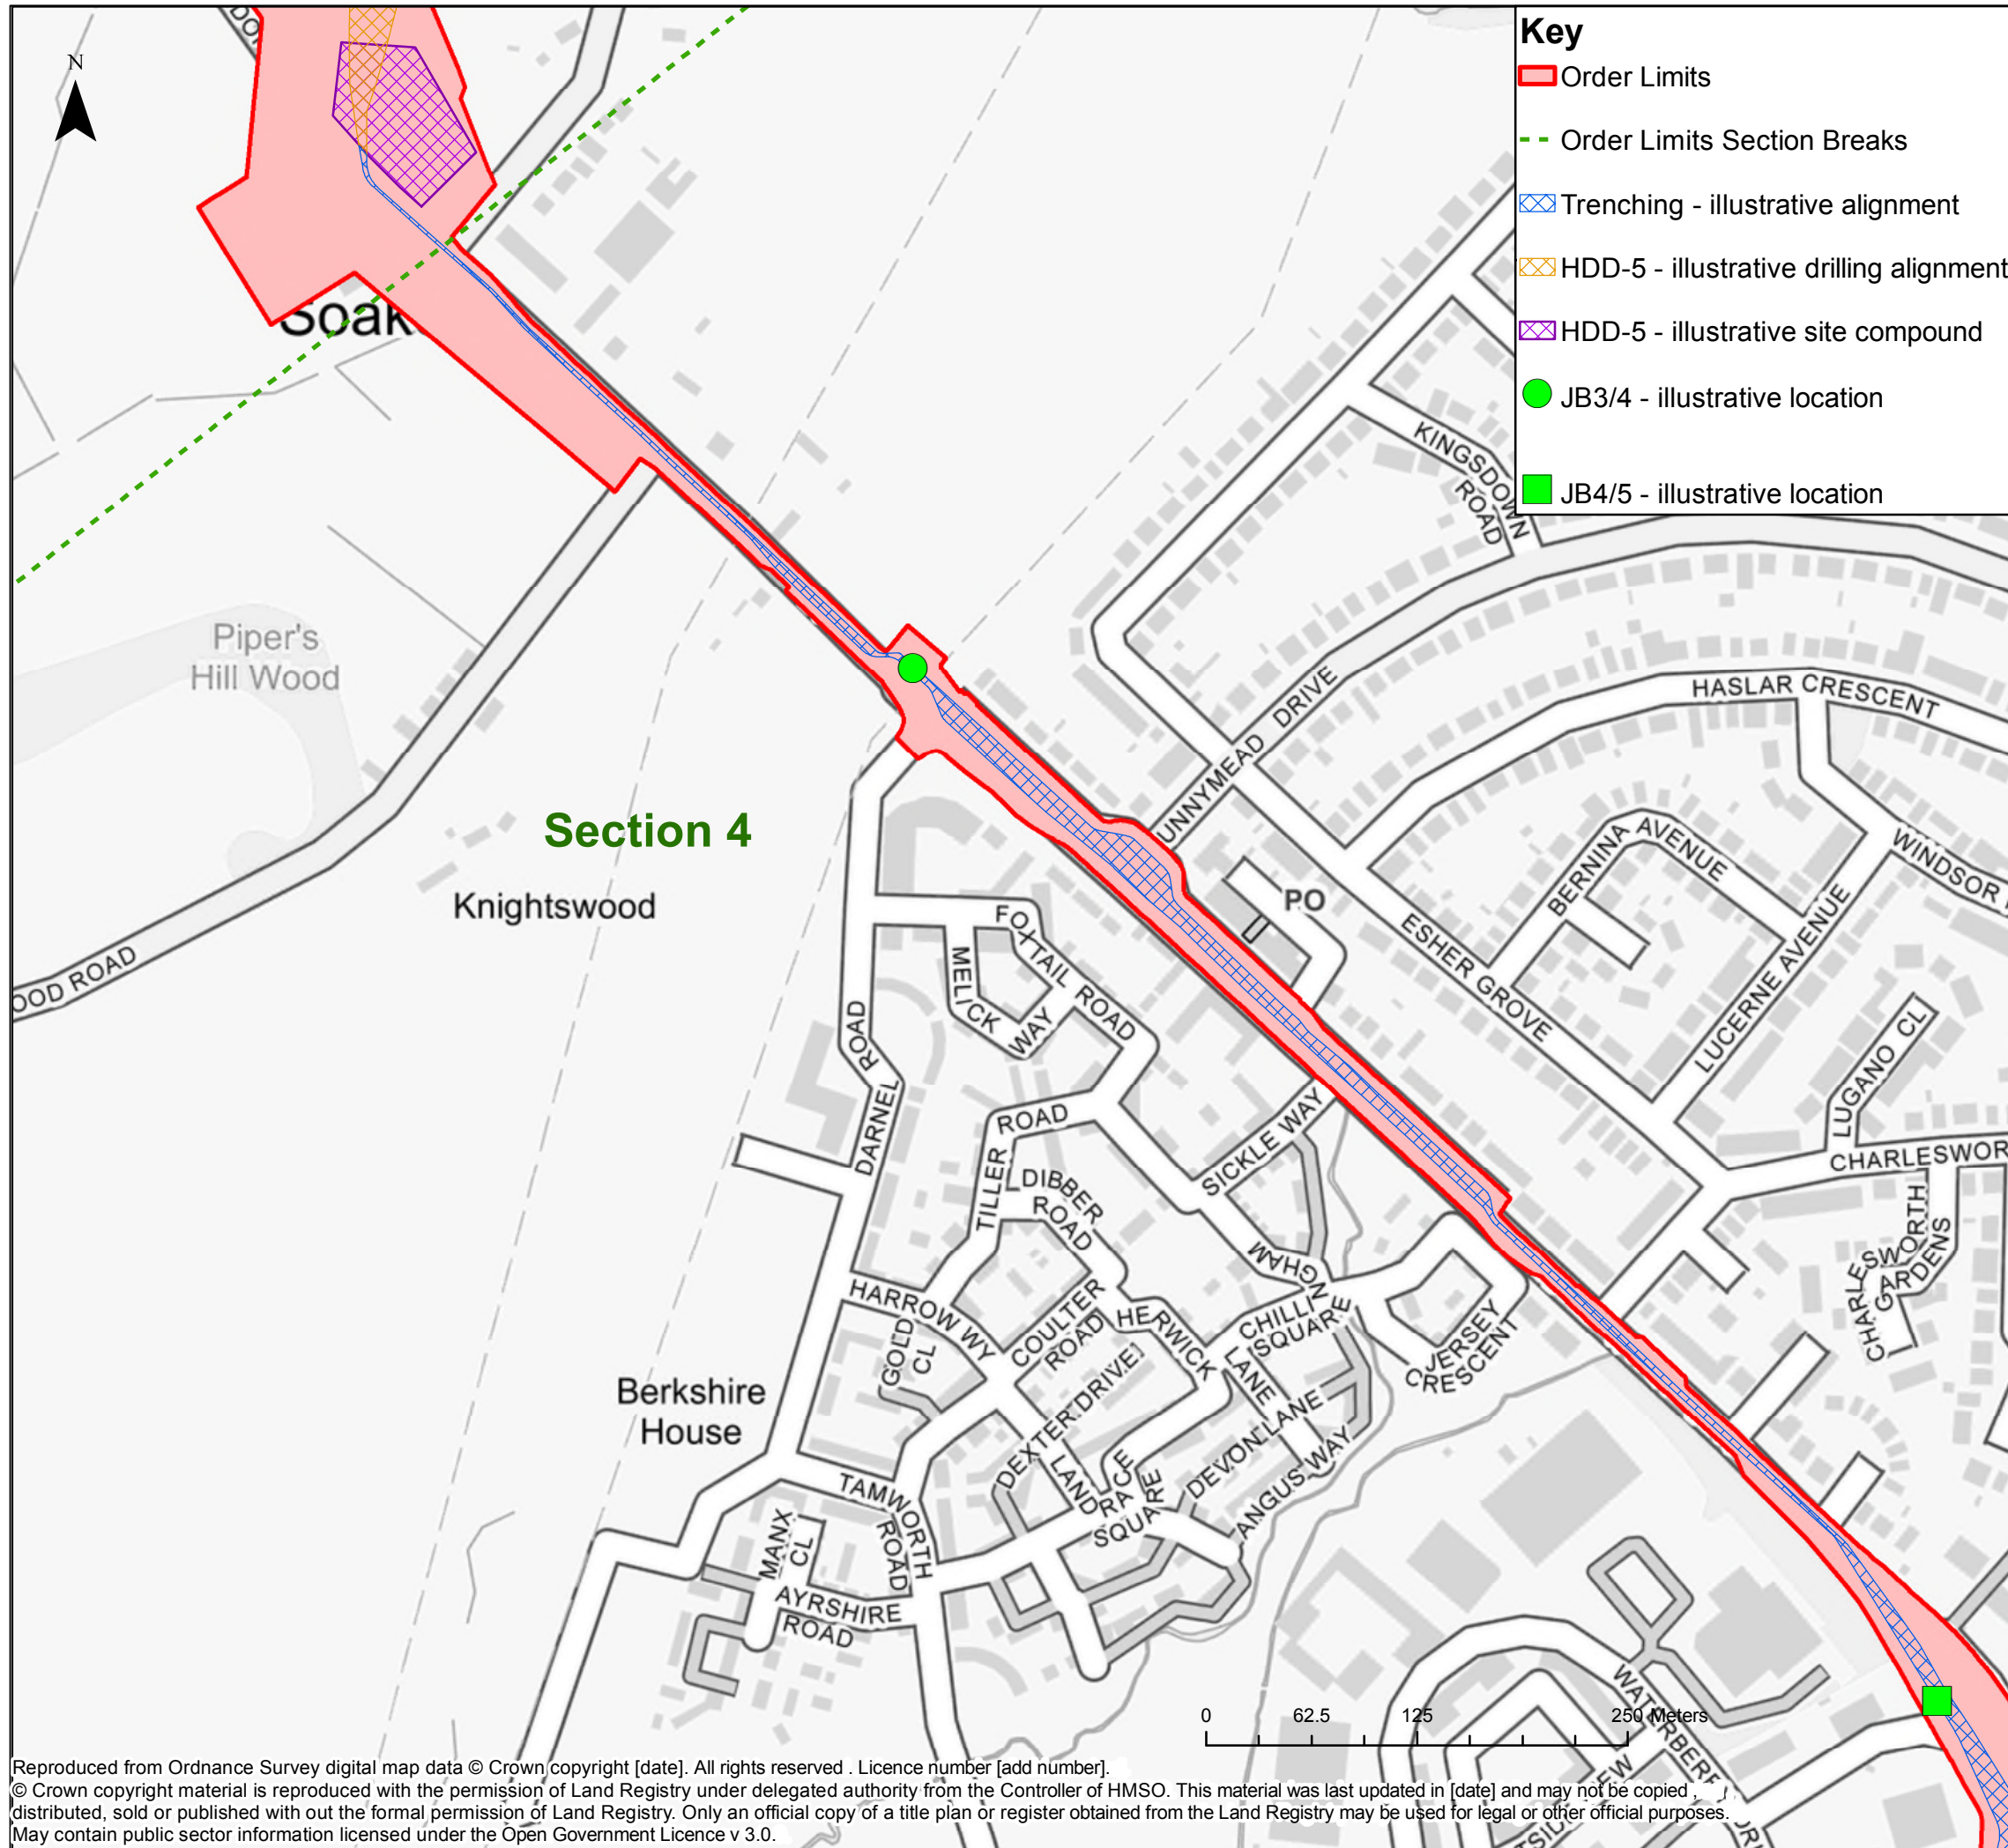 N
Key
Order Limits
Order Limits Section Breaks
Trenching - illustrative alignment
HDD-5 - illustrative drilling alignment
HDD-5 - illustrative site compound
JB3/4 - illustrative location
JB4/5 - illustrative location
Soak
KINGSDOWN
ROAD
Piper's
Hill Wood
HASLAR CRESCENT
UNNYMEAD DRIVE
Section 4
Knightswood
BERNINA AVENUE
WINDSOR
PO
ESHER GROVE
LUCERNE AVENUE
OOD ROAD
FOXTAIL ROAD
MELICK WAY
LUGANO CL
DARNEL ROAD
TILLER ROAD
SICKLE WAY
CHARLESWOR
DIBBER
ROAD
CHARLESWORTH
GARDENS
HARROW WY
GOLD
CL
COULTER
ROAD
HERWICK
LANE
CHILLINGHAM
SQUARE
JERSEY
CRESCENT
Berkshire
House
DEXTER DRIVE
DEVON LANE
LANDRACE
SQUARE
ANGUS WAY
TAMWORTH
ROAD
MANX
CL
AYRSHIRE
ROAD
WATERBERRY
0 62.5 125 250 Meters
Reproduced from Ordnance Survey digital map data © Crown copyright [date]. All rights reserved . Licence number [add number].
© Crown copyright material is reproduced with the permission of Land Registry under delegated authority from the Controller of HMSO. This material was last updated in [date] and may not be copied ,
distributed, sold or published with out the formal permission of Land Registry. Only an official copy of a title plan or register obtained from the Land Registry may be used for legal or other official purposes.
May contain public sector information licensed under the Open Government Licence v 3.0.